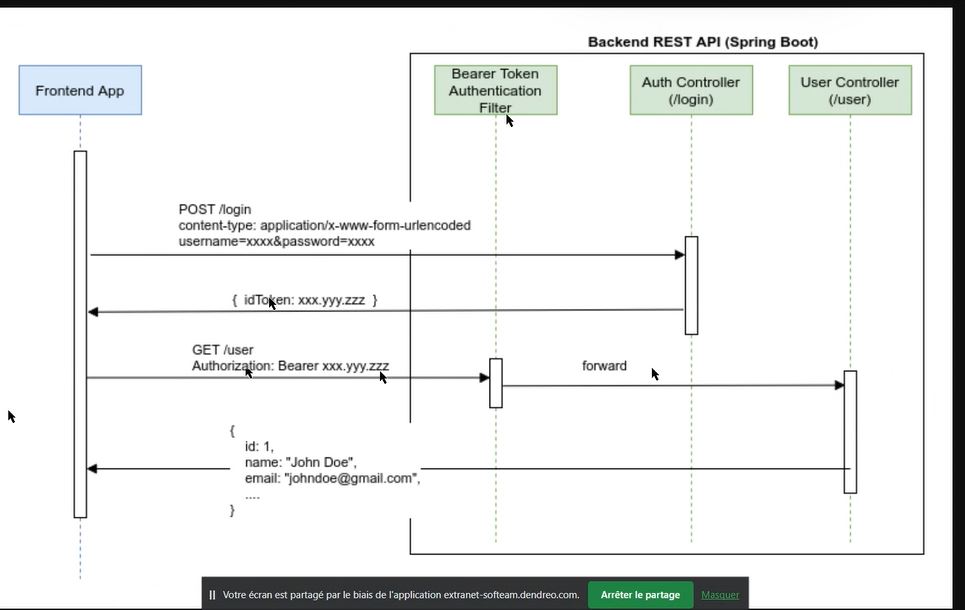 Backend REST API (Spring Boot)
Frontend App
Bearer Token
Authentication
Filter
Auth Controller
(/login)
User Controller
(/user)
POST /login
content-type: application/x-www-form-urlencoded
username=xxxx&password=xxxx
{ idToken: xxx.yyy.zzz }
GET /user
Authorization: Bearer xxx.yyy.zzz
forward
{
id: 1,
name: "John Doe",
email: "johndoe@gmail.com",
....
}
Votre écran est partagé par le biais de l'application extranet-softeam.dendreo.com.
Arrêter le partage
Masquer